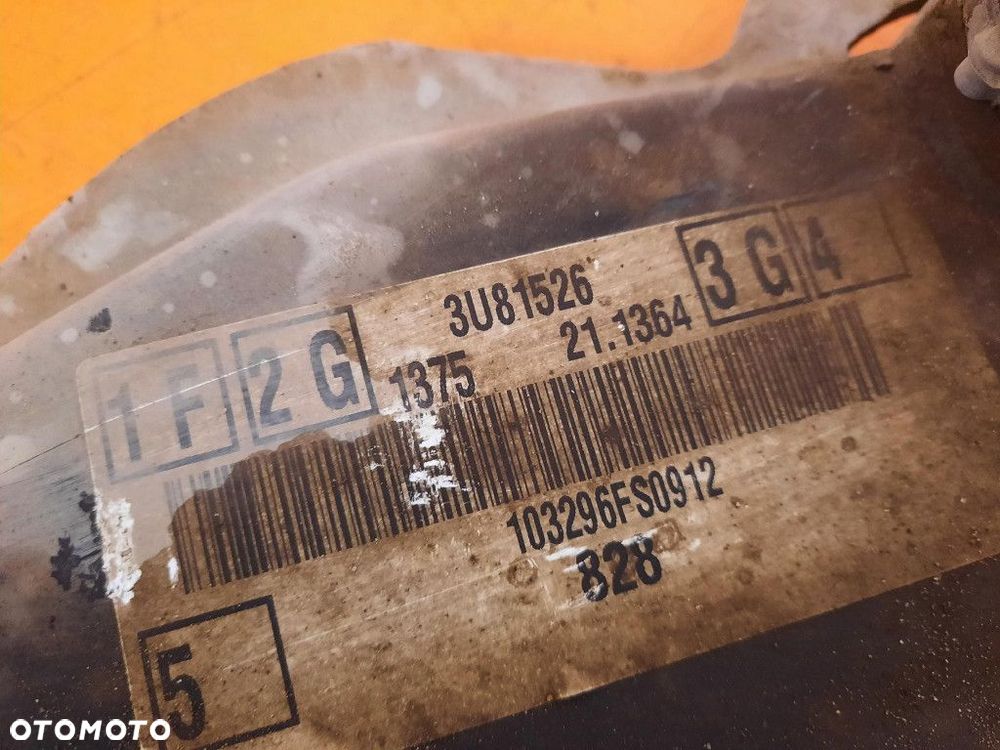 3U81526
3 G 4
1 F 2 G 1375 21.1364
103296FS0912
828
5
OTOMOTO